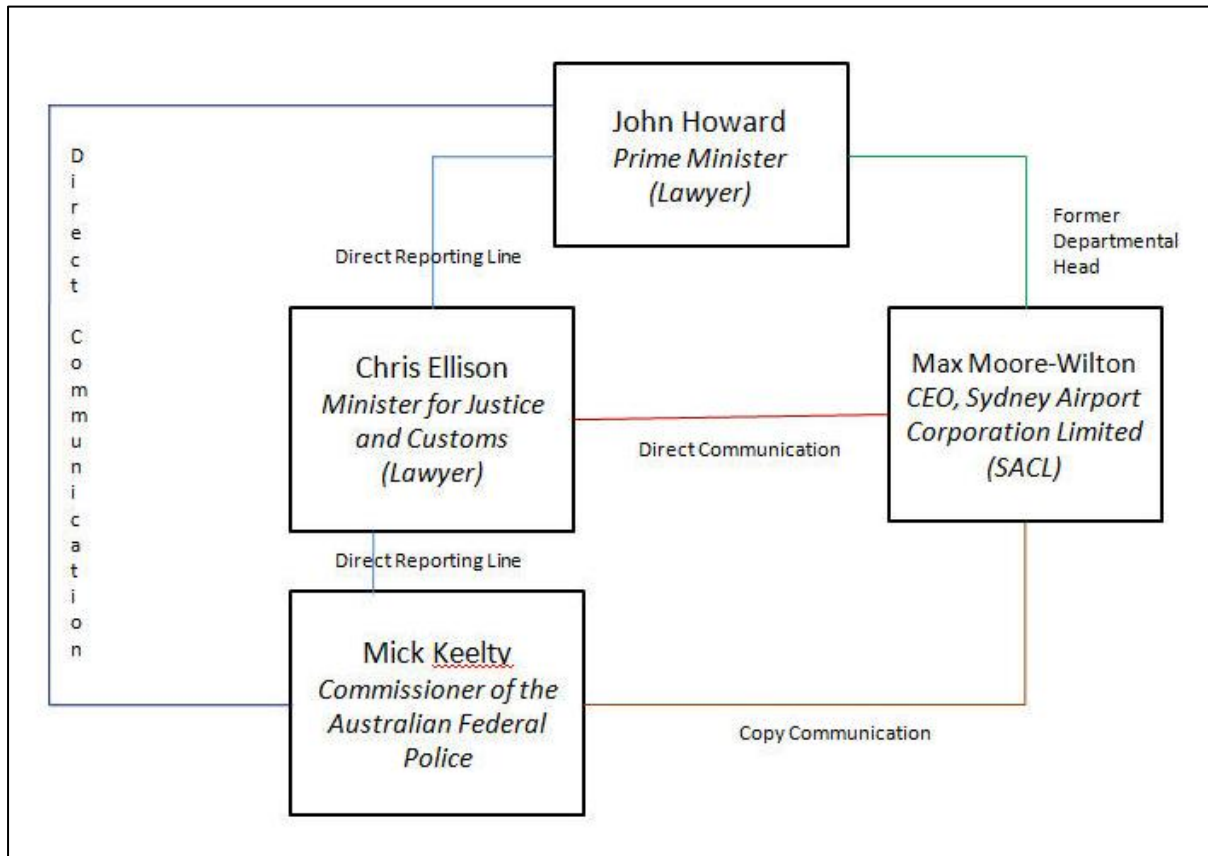 John Howard
Prime Minister
(Lawyer)
Direct Communication
Direct Reporting Line
Former
Departmental
Head
Chris Ellison
Minister for Justice
and Customs
(Lawyer)
Direct Communication
Max Moore-Wilton
CEO, Sydney Airport
Corporation Limited
(SACL)
Direct Reporting Line
Mick Keelty
Commissioner of the
Australian Federal
Police
Copy Communication